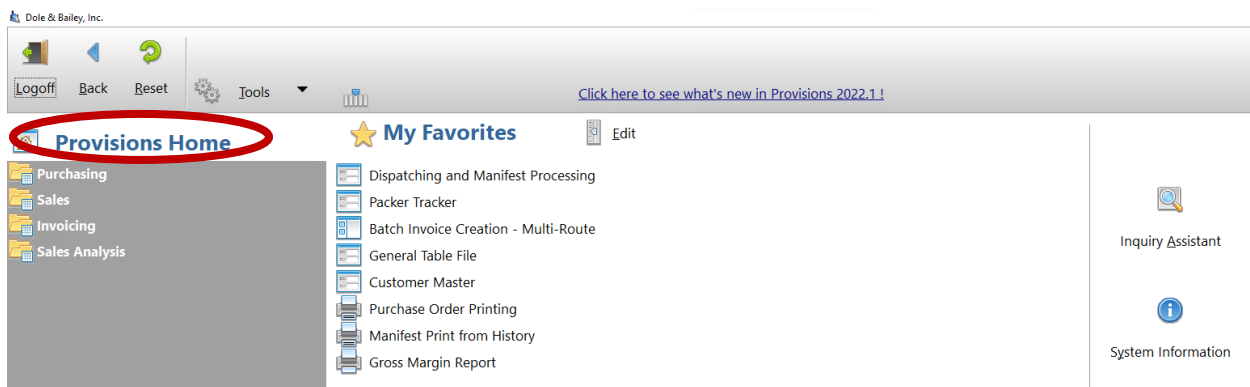 Dole & Bailey, Inc.
Logoff Back Reset Tools
Click here to see what's new in Provisions 2022.1 !
Provisions Home
Purchasing
Sales
Invoicing
Sales Analysis
My Favorites Edit
Dispatching and Manifest Processing
Packer Tracker
Batch Invoice Creation - Multi-Route
General Table File
Customer Master
Purchase Order Printing
Manifest Print from History
Gross Margin Report
Inquiry Assistant
System Information